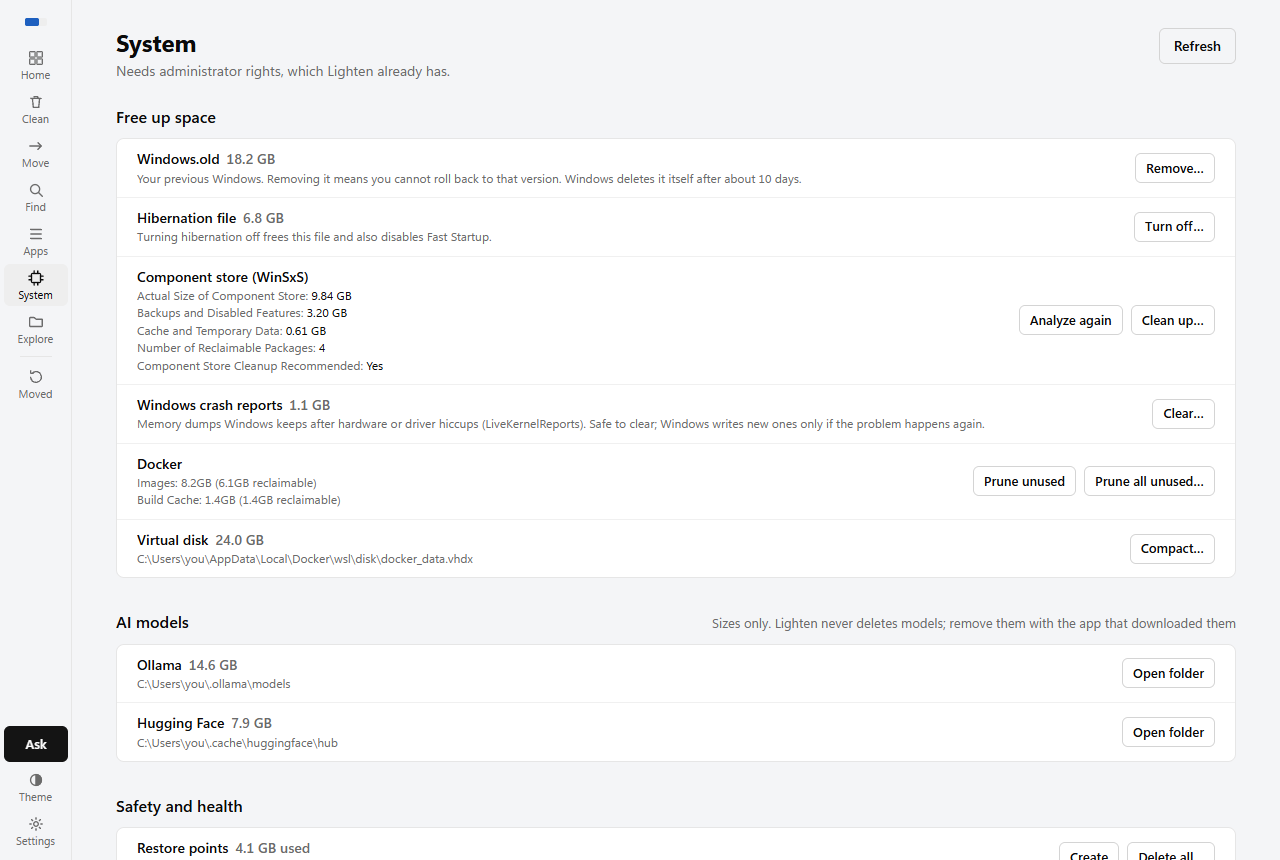 Home
Clean
Move
Find
Apps
System
Explore
Moved
Ask
Theme
Settings
System
Needs administrator rights, which Lighten already has.
Refresh
Free up space
Windows.old 18.2 GB
Your previous Windows. Removing it means you cannot roll back to that version. Windows deletes it itself after about 10 days.
Remove...
Hibernation file 6.8 GB
Turning hibernation off frees this file and also disables Fast Startup.
Turn off...
Component store (WinSxS)
Actual Size of Component Store: 9.84 GB
Backups and Disabled Features: 3.20 GB
Cache and Temporary Data: 0.61 GB
Number of Reclaimable Packages: 4
Component Store Cleanup Recommended: Yes
Analyze again
Clean up...
Windows crash reports 1.1 GB
Memory dumps Windows keeps after hardware or driver hiccups (LiveKernelReports). Safe to clear; Windows writes new ones only if the problem happens again.
Clear...
Docker
Images: 8.2GB (6.1GB reclaimable)
Build Cache: 1.4GB (1.4GB reclaimable)
Prune unused
Prune all unused...
Virtual disk 24.0 GB
C:\Users\you\AppData\Local\Docker\wsl\disk\docker_data.vhdx
Compact...
AI models
Sizes only. Lighten never deletes models; remove them with the app that downloaded them
Ollama 14.6 GB
C:\Users\you\.ollama\models
Open folder
Hugging Face 7.9 GB
C:\Users\you\.cache\huggingface\hub
Open folder
Safety and health
Restore points 4.1 GB used
Create
Delete all...